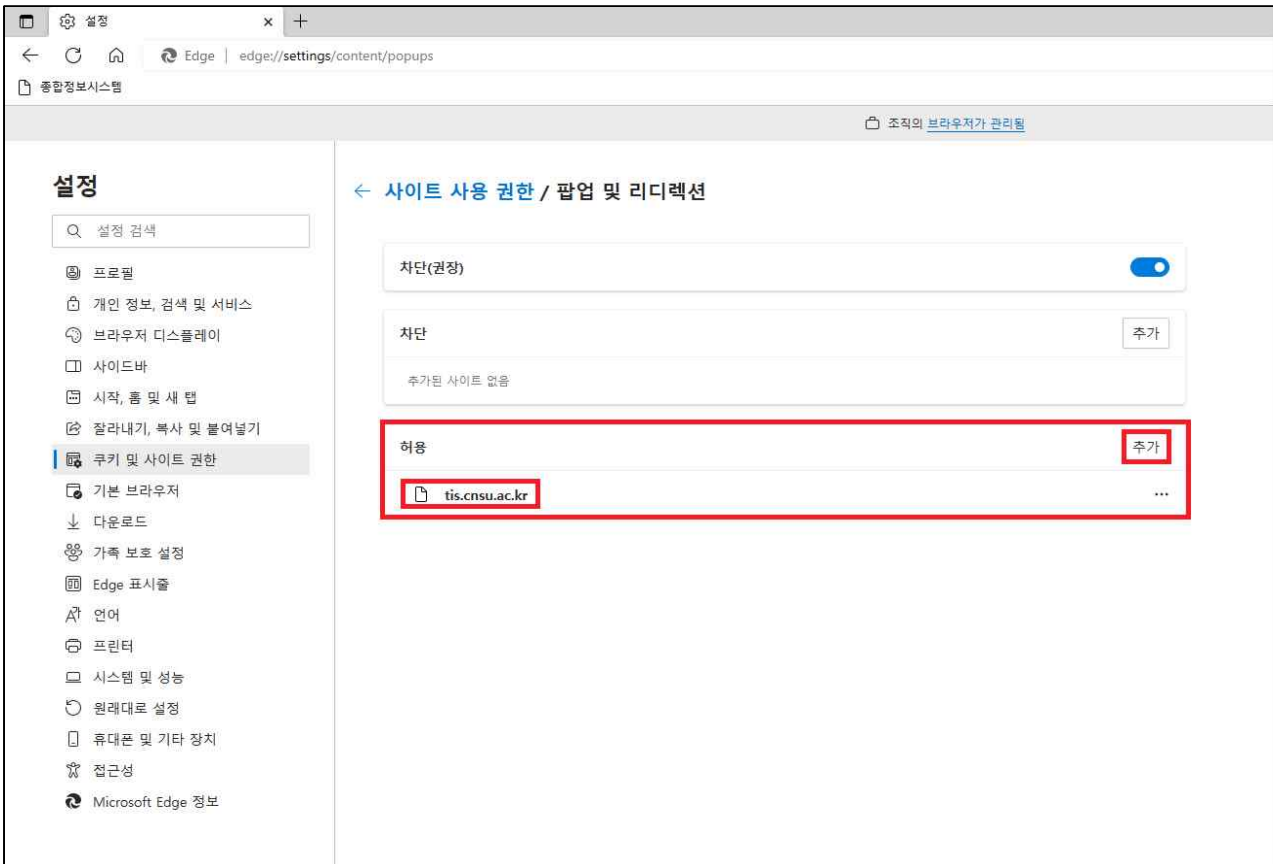 설정
Edge | edge://settings/content/popups
종합정보시스템
조직의 브라우저가 관리됨
설정
설정 검색
프로필
개인 정보, 검색 및 서비스
브라우저 디스플레이
사이드바
시작, 홈 및 새 탭
잘라내기, 복사 및 붙여넣기
쿠키 및 사이트 권한
기본 브라우저
다운로드
가족 보호 설정
Edge 표시줄
언어
프린터
시스템 및 성능
원래대로 설정
휴대폰 및 기타 장치
접근성
Microsoft Edge 정보
사이트 사용 권한 / 팝업 및 리디렉션
차단(권장)
차단 추가
추가된 사이트 없음
허용 추가
tis.cnsu.ac.kr